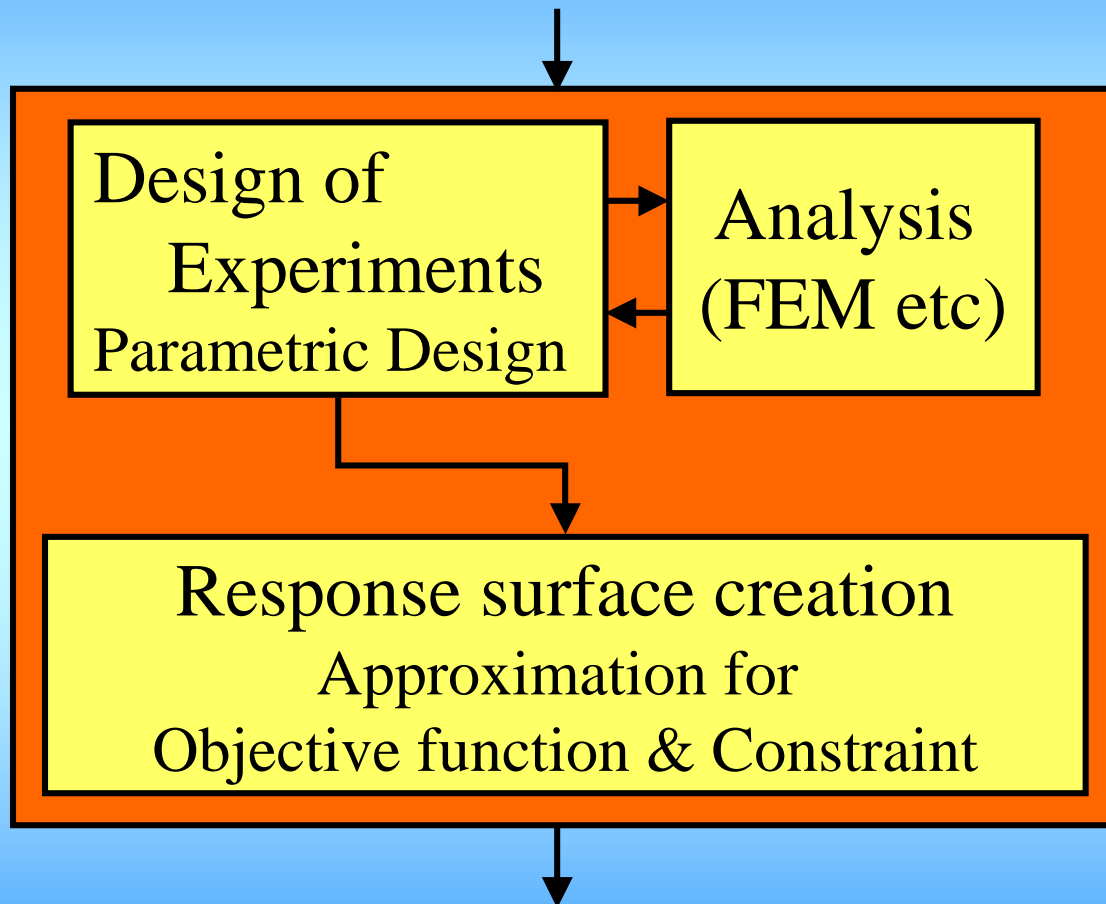 Design of
Experiments
Parametric Design
Analysis
(FEM etc)
Response surface creation
Approximation for
Objective function & Constraint